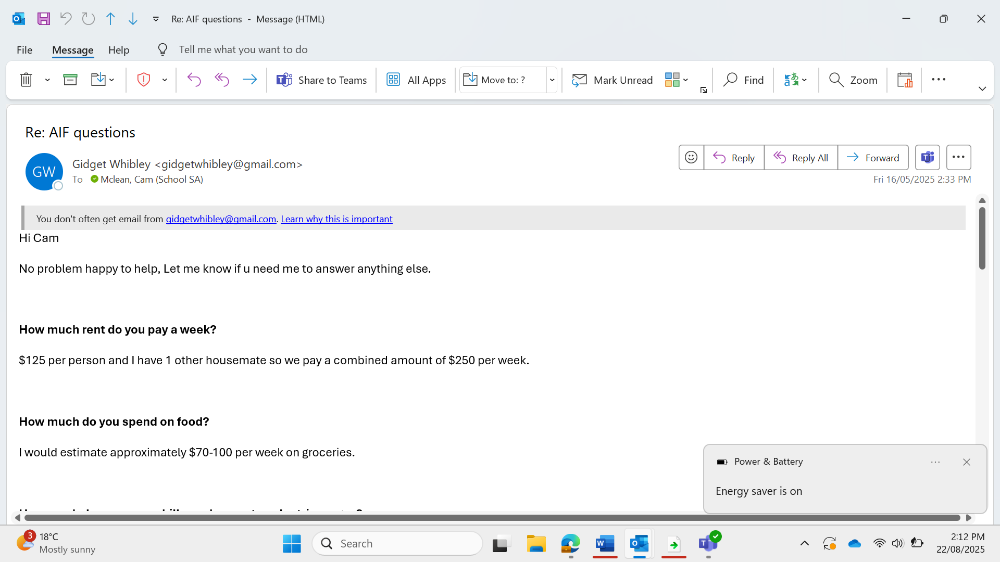 Re: AIF questions - Message (HTML)
File Message Help Tell me what you want to do
Share to Teams All Apps Move to: ? Mark Unread Find Zoom
Re: AIF questions
GW
Gidget Whibley <gidgetwhibley@gmail.com>
To Mclean, Cam (School SA)
Reply Reply All Forward
Fri 16/05/2025 2:33 PM
You don't often get email from gidgetwhibley@gmail.com. Learn why this is important
Hi Cam
No problem happy to help, Let me know if u need me to answer anything else.
How much rent do you pay a week?
$125 per person and I have 1 other housemate so we pay a combined amount of $250 per week.
How much do you spend on food?
I would estimate approximately $70-100 per week on groceries.
Power & Battery
Energy saver is on
3
18°C
Mostly sunny
Search
2:12 PM
22/08/2025